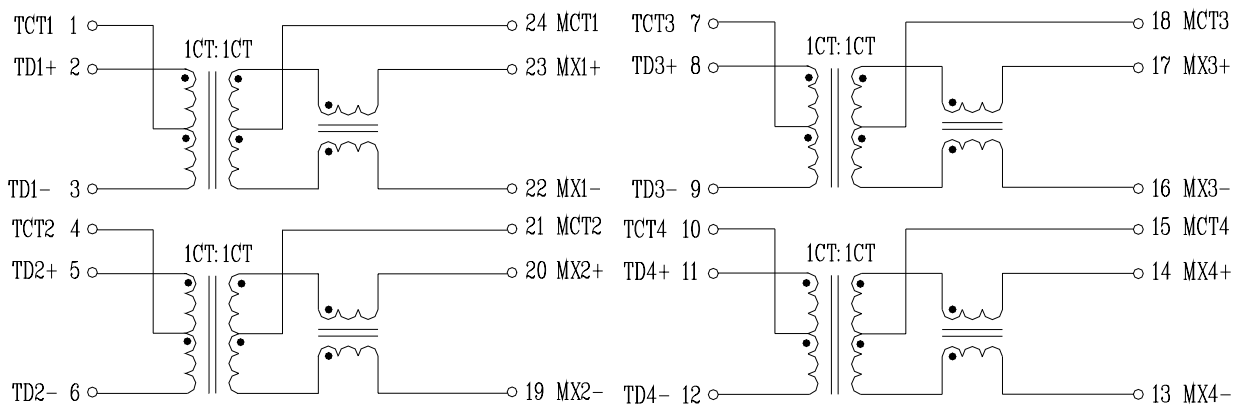 TCT1 1
24 MCT1
1CT:1CT
TD1+ 2
23 MX1+
TD1- 3
22 MX1-
TCT2 4
21 MCT2
1CT:1CT
TD2+ 5
20 MX2+
TD2- 6
19 MX2-
TCT3 7
18 MCT3
1CT:1CT
TD3+ 8
17 MX3+
TD3- 9
16 MX3-
TCT4 10
15 MCT4
1CT:1CT
TD4+ 11
14 MX4+
TD4- 12
13 MX4-